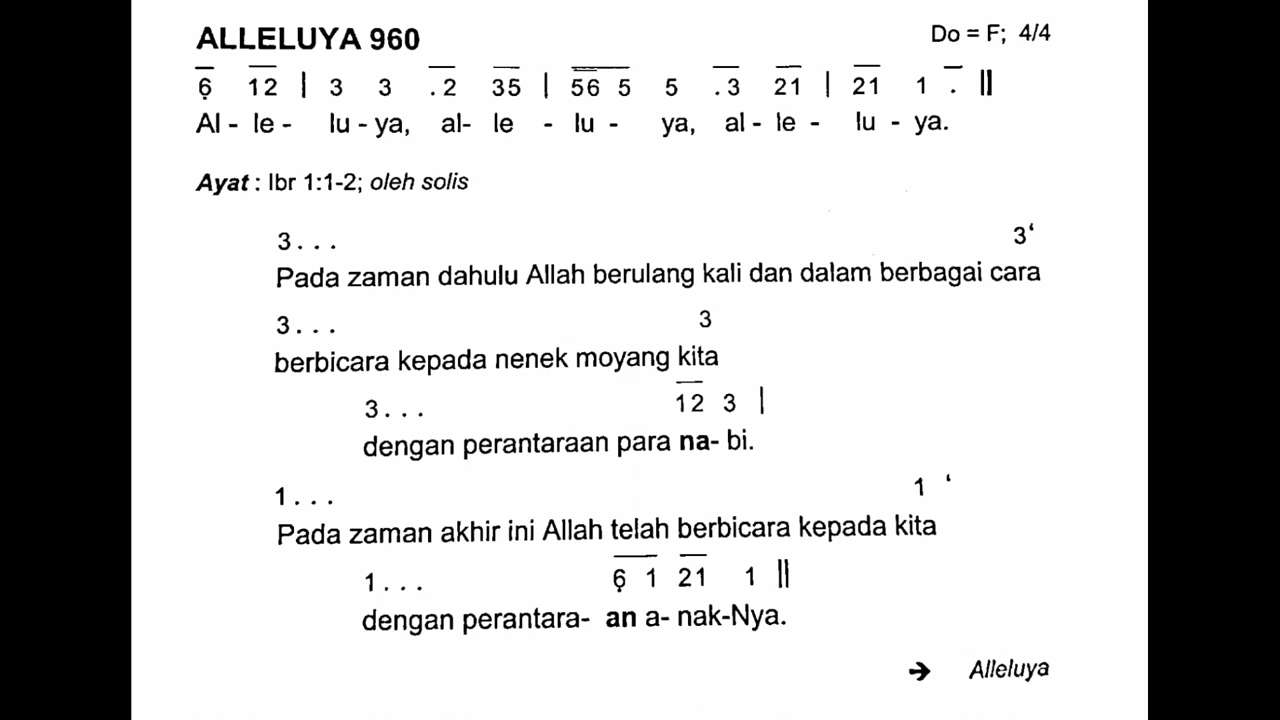 ALLELUYA 960 Do = F; 4/4
6̣ 12 | 3 3 .2 35 | 56 5 5 .3 21 | 21 1 . ||
Al - le - lu - ya, al- le - lu - ya, al - le - lu - ya.
Ayat : Ibr 1:1-2; oleh solis
3... 3‘
Pada zaman dahulu Allah berulang kali dan dalam berbagai cara
3... 3
berbicara kepada nenek moyang kita
3... 12 3 |
dengan perantaraan para na- bi.
1... 1 ‘
Pada zaman akhir ini Allah telah berbicara kepada kita
1... 6̣ 1 21 1 ||
dengan perantara- an a- nak-Nya.
→ Alleluya